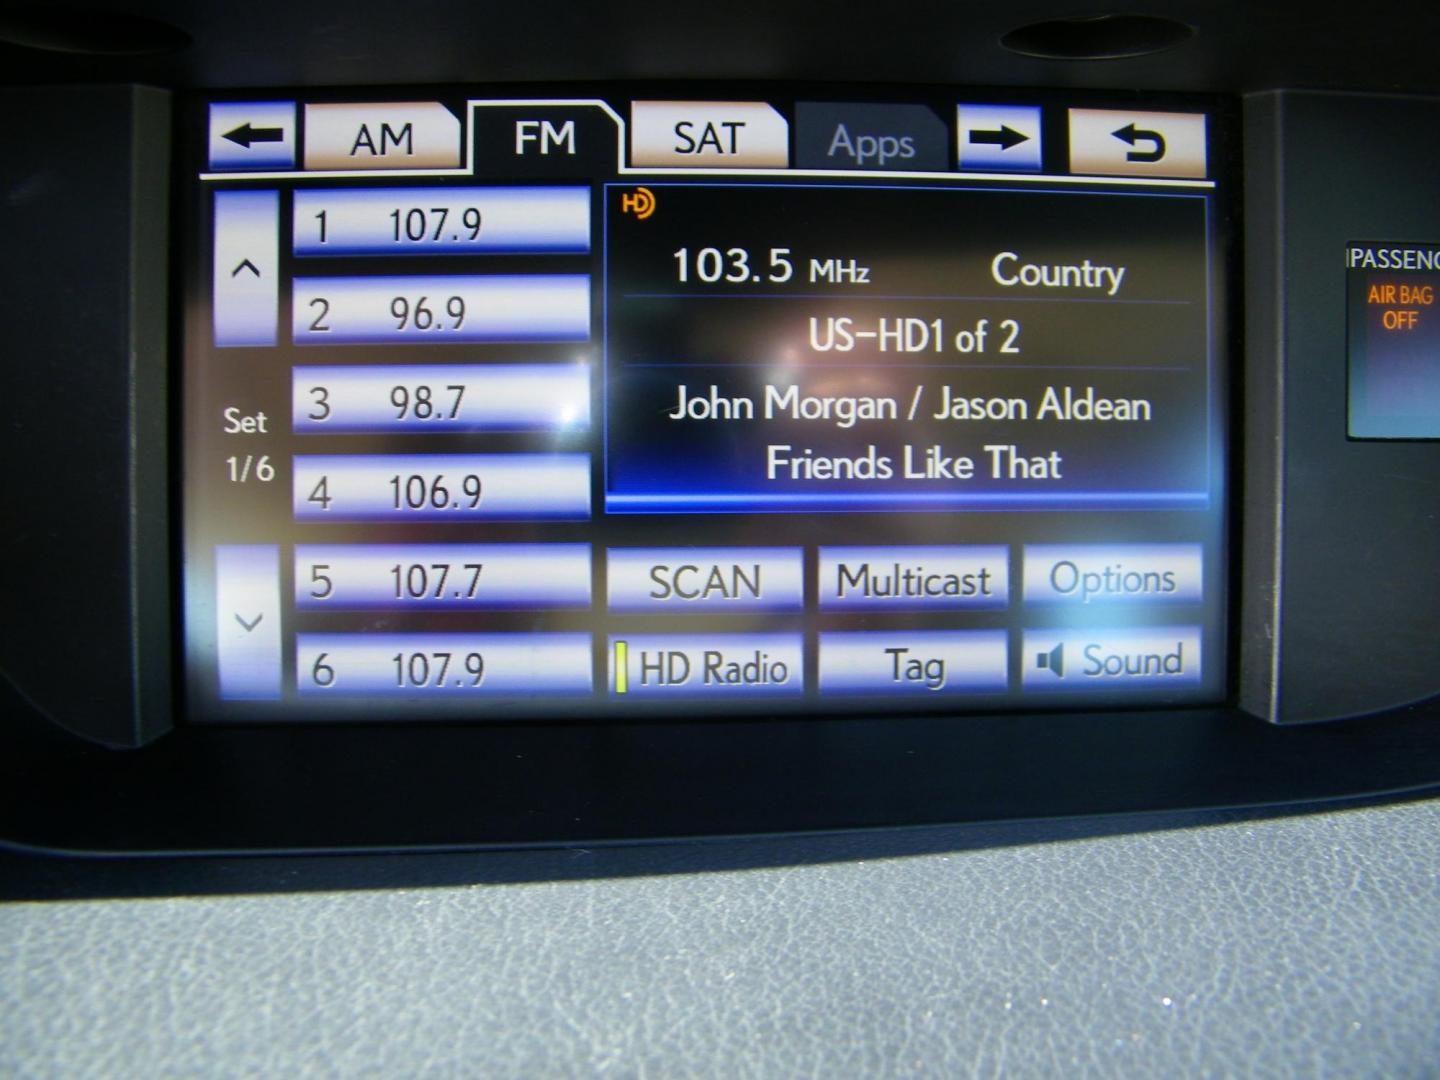 AM FM SAT Apps
1 107.9
2 96.9
3 98.7
4 106.9
5 107.7
6 107.9
Set
1/6
HD
103.5 MHz Country
US-HD1 of 2
John Morgan / Jason Aldean
Friends Like That
SCAN Multicast Options
HD Radio Tag Sound
AIR BAG
OFF